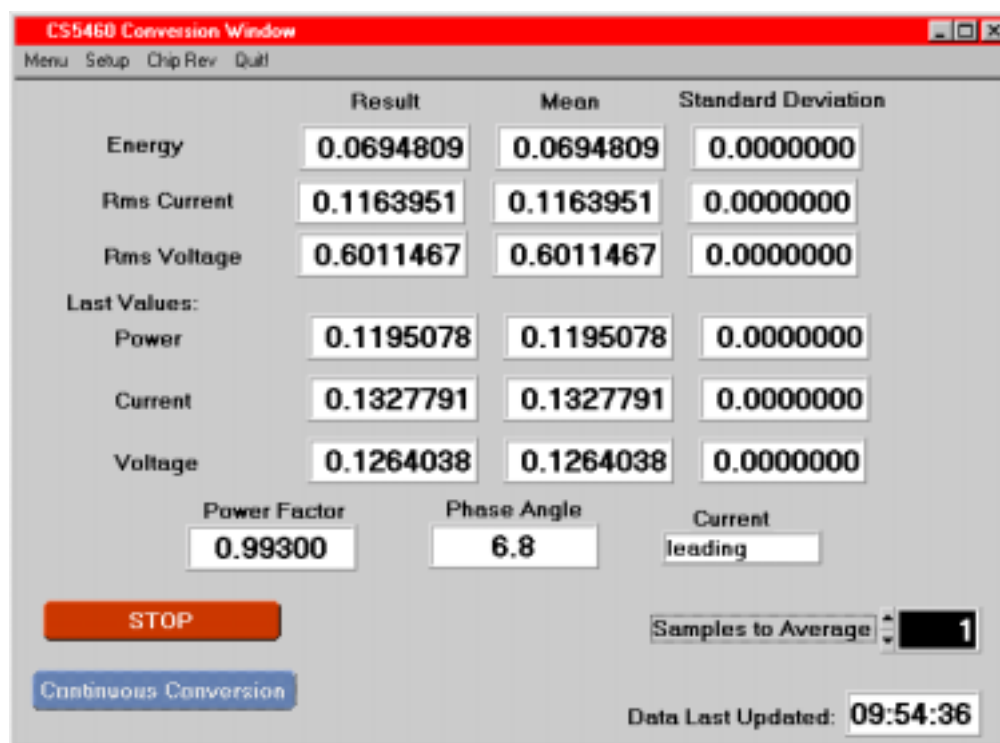 CS5460 Conversion Window
Menu Setup Chip Rev Quit!
Result Mean Standard Deviation
Energy 0.0694809 0.0694809 0.0000000
Rms Current 0.1163951 0.1163951 0.0000000
Rms Voltage 0.6011467 0.6011467 0.0000000
Last Values:
Power 0.1195078 0.1195078 0.0000000
Current 0.1327791 0.1327791 0.0000000
Voltage 0.1264038 0.1264038 0.0000000
Power Factor Phase Angle Current
0.99300 6.8 leading
STOP
Samples to Average 1
Continuous Conversion
Data Last Updated: 09:54:36